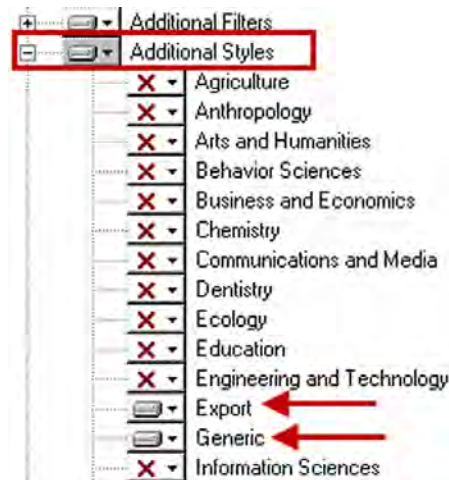 Additional Filters
Additional Styles
Agriculture
Anthropology
Arts and Humanities
Behavior Sciences
Business and Economics
Chemistry
Communications and Media
Dentistry
Ecology
Education
Engineering and Technology
Export
Generic
Information Sciences